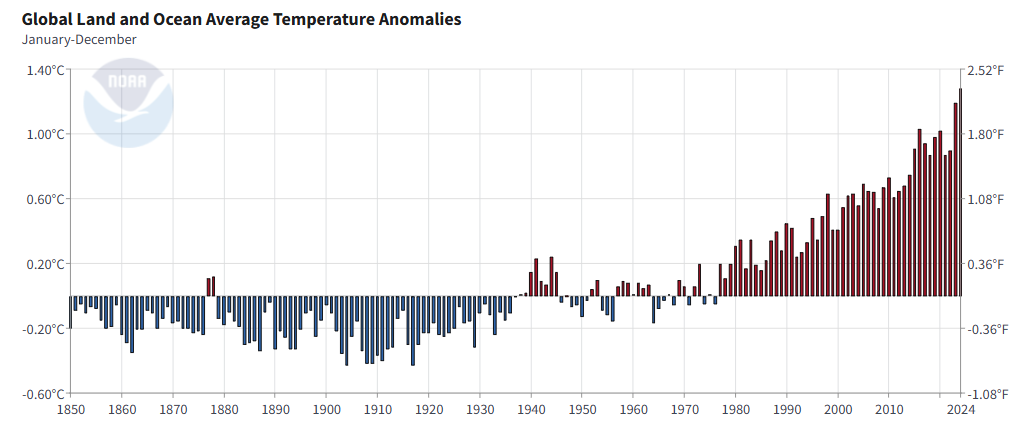 Global Land and Ocean Average Temperature Anomalies
January-December
NOAA
1.40°C 2.52°F
1.00°C 1.80°F
0.60°C 1.08°F
0.20°C 0.36°F
-0.20°C -0.36°F
-0.60°C -1.08°F
1850 1860 1870 1880 1890 1900 1910 1920 1930 1940 1950 1960 1970 1980 1990 2000 2010 2024